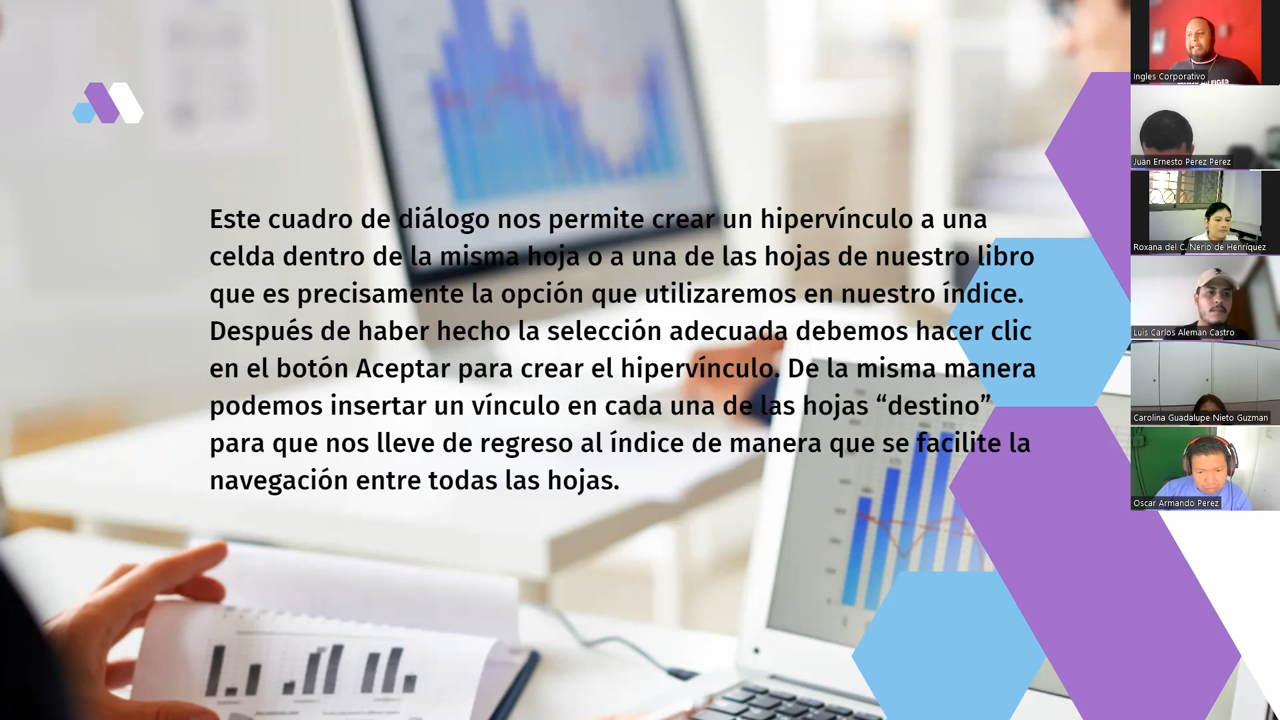 Este cuadro de diálogo nos permite crear un hipervínculo a una
celda dentro de la misma hoja o a una de las hojas de nuestro libro
que es precisamente la opción que utilizaremos en nuestro índice.
Después de haber hecho la selección adecuada debemos hacer clic
en el botón Aceptar para crear el hipervínculo. De la misma manera
podemos insertar un vínculo en cada una de las hojas “destino”
para que nos lleve de regreso al índice de manera que se facilite la
navegación entre todas las hojas.
Ingles Corporativo
Juan Ernesto Perez Perez
Roxana del C. Nerio de Henriquez
Luis Carlos Aleman Castro
Carolina Guadalupe Nieto Guzman
Oscar Armando Perez